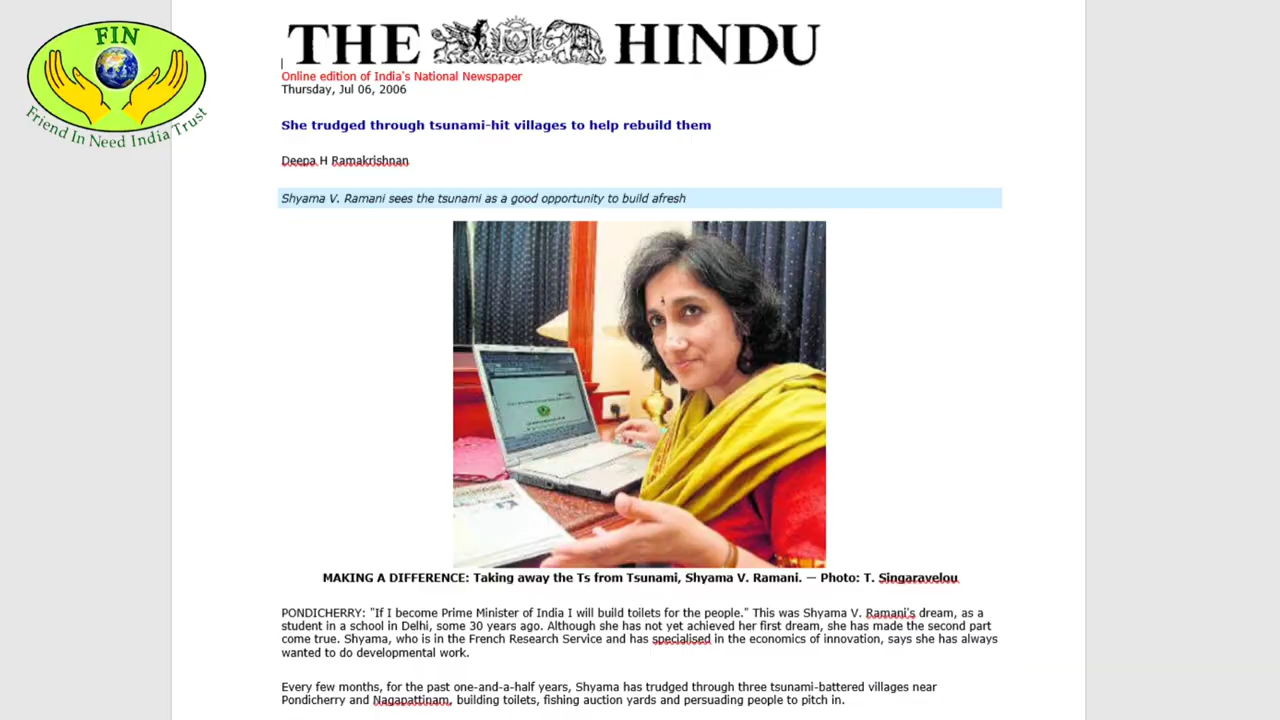 FIN
Friend In Need India Trust
THE HINDU
Online edition of India's National Newspaper
Thursday, Jul 06, 2006
She trudged through tsunami-hit villages to help rebuild them
Deepa H Ramakrishnan
Shyama V. Ramani sees the tsunami as a good opportunity to build afresh
MAKING A DIFFERENCE: Taking away the Ts from Tsunami, Shyama V. Ramani. — Photo: T. Singaravelou
PONDICHERRY: "If I become Prime Minister of India I will build toilets for the people." This was Shyama V. Ramani's dream, as a
student in a school in Delhi, some 30 years ago. Although she has not yet achieved her first dream, she has made the second part
come true. Shyama, who is in the French Research Service and has specialised in the economics of innovation, says she has always
wanted to do developmental work.
Every few months, for the past one-and-a-half years, Shyama has trudged through three tsunami-battered villages near
Pondicherry and Nagapattinam, building toilets, fishing auction yards and persuading people to pitch in.